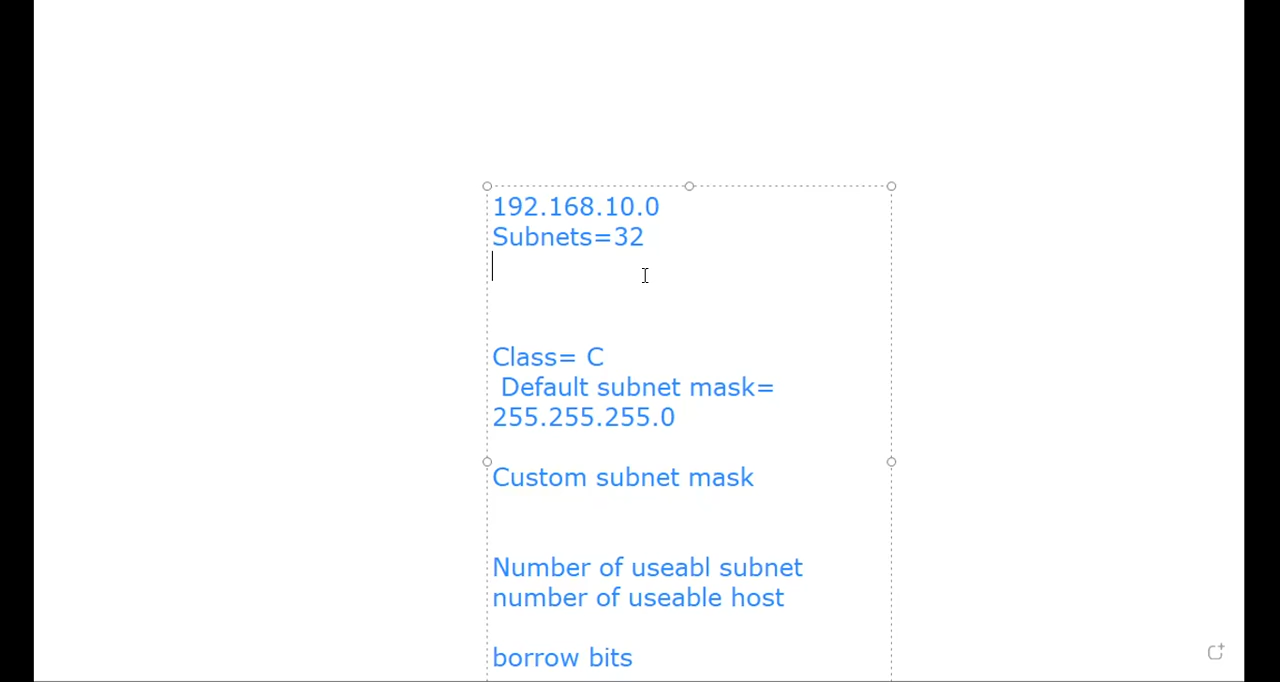 192.168.10.0
Subnets=32
Class= C
Default subnet mask=
255.255.255.0
Custom subnet mask
Number of useabl subnet
number of useable host
borrow bits